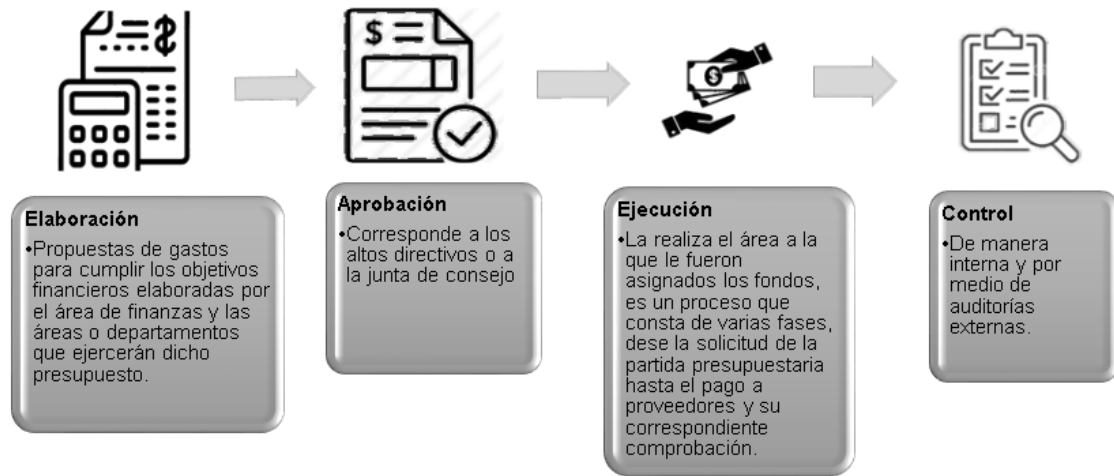 Elaboración
•Propuestas de gastos
para cumplir los objetivos
financieros elaboradas por
el área de finanzas y las
áreas o departamentos
que ejercerán dicho
presupuesto.
Aprobación
•Corresponde a los
altos directivos o a
la junta de consejo
Ejecución
•La realiza el área a la
que le fueron
asignados los fondos,
es un proceso que
consta de varias fases,
dese la solicitud de la
partida presupuestaria
hasta el pago a
proveedores y su
correspondiente
comprobación.
Control
•De manera
interna y por
medio de
auditorías
externas.